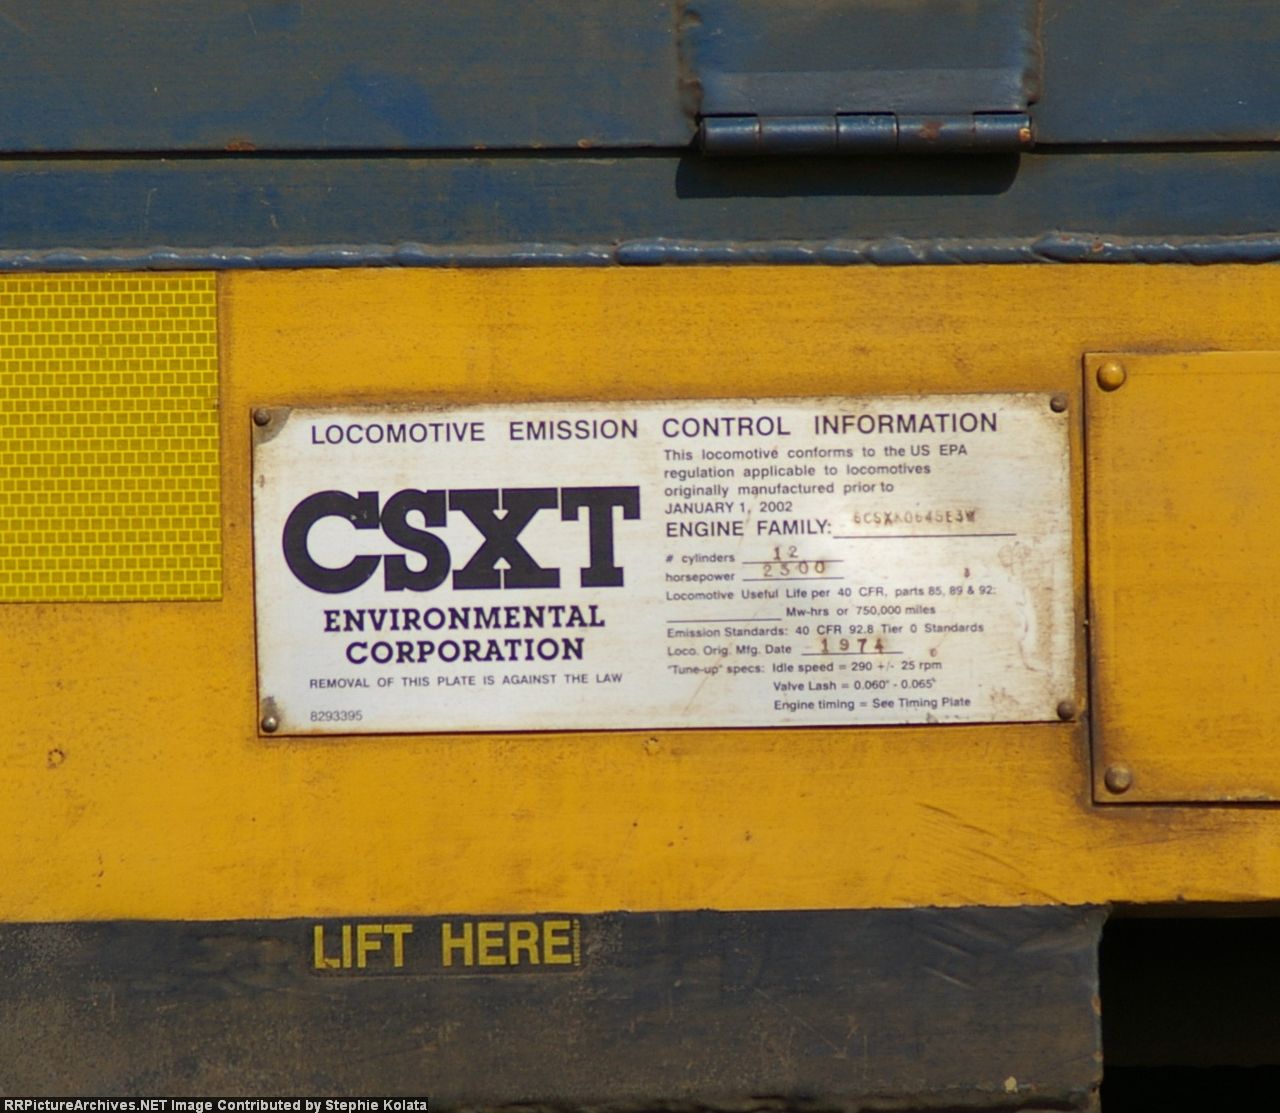 LOCOMOTIVE EMISSION CONTROL INFORMATION
CSXT
ENVIRONMENTAL
CORPORATION
REMOVAL OF THIS PLATE IS AGAINST THE LAW
8293395
This locomotive conforms to the US EPA
regulation applicable to locomotives
originally manufactured prior to
JANUARY 1, 2002
ENGINE FAMILY:
# cylinders 12
horsepower 2300
Locomotive Useful Life per 40 CFR, parts 85, 89 & 92:
Mw-hrs or 750,000 miles
Emission Standards: 40 CFR 92.8 Tier 0 Standards
Loco. Orig. Mfg. Date 1974
"Tune-up" specs: Idle speed = 290 +/- 25 rpm
Valve Lash = 0.060" - 0.065"
Engine timing = See Timing Plate
LIFT HERE
RRPictureArchives.NET Image Contributed by Stephie Kolata